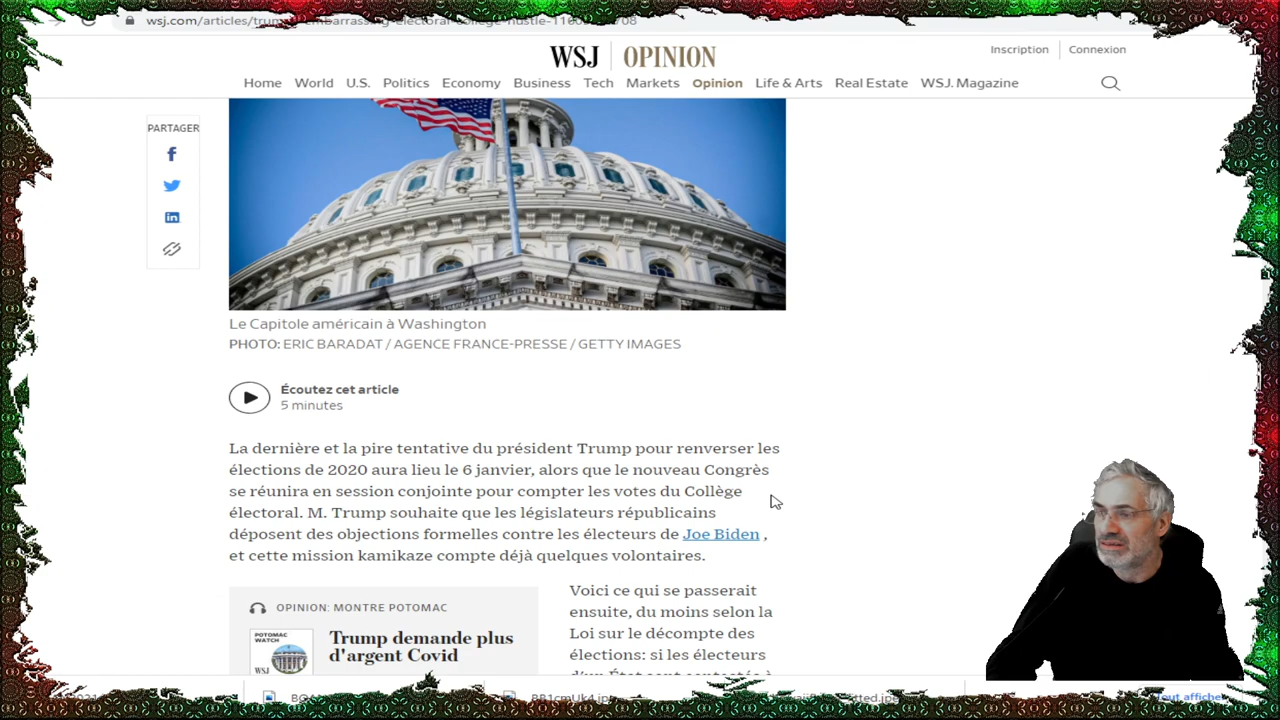 wsj.com/articles/
WSJ OPINION
Inscription Connexion
Home World U.S. Politics Economy Business Tech Markets Opinion Life & Arts Real Estate WSJ. Magazine
PARTAGER
Le Capitole américain à Washington
PHOTO: ERIC BARADAT / AGENCE FRANCE-PRESSE / GETTY IMAGES
Écoutez cet article
5 minutes
La dernière et la pire tentative du président Trump pour renverser les
élections de 2020 aura lieu le 6 janvier, alors que le nouveau Congrès
se réunira en session conjointe pour compter les votes du Collège
électoral. M. Trump souhaite que les législateurs républicains
déposent des objections formelles contre les électeurs de Joe Biden ,
et cette mission kamikaze compte déjà quelques volontaires.
OPINION: MONTRE POTOMAC
POTOMAC
WATCH
WSJ
Trump demande plus
d'argent Covid
Voici ce qui se passerait
ensuite, du moins selon la
Loi sur le décompte des
élections: si les électeurs